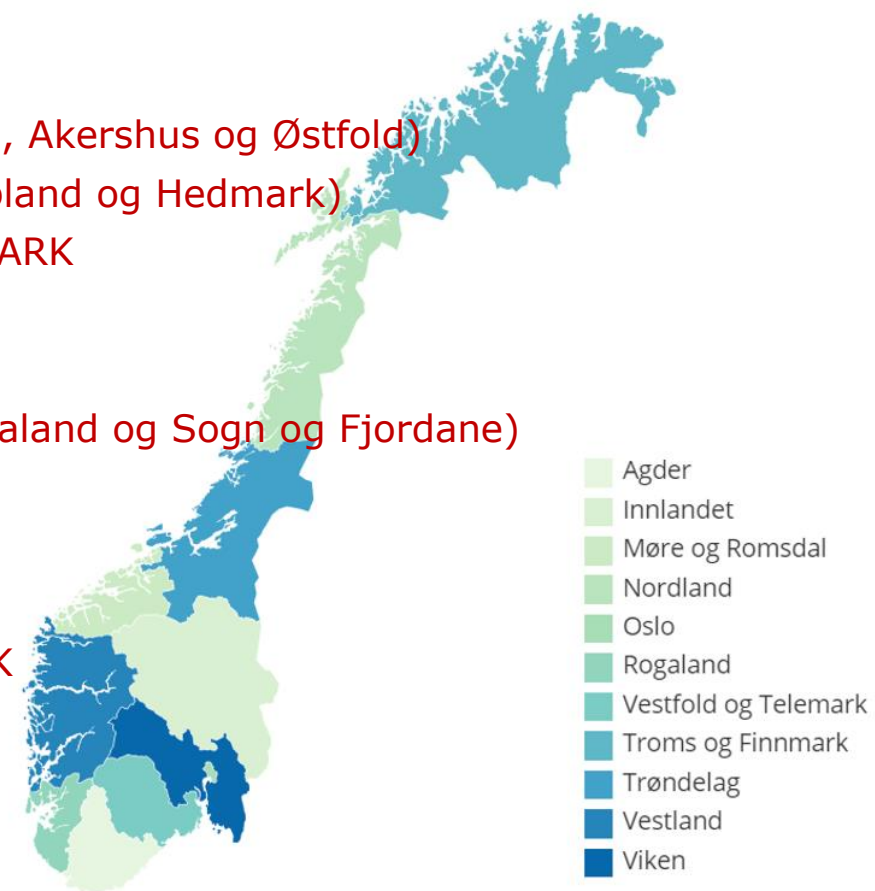 , Akershus og Østfold)
pland og Hedmark)
ARK
aland og Sogn og Fjordane)
K
Agder
Innlandet
Møre og Romsdal
Nordland
Oslo
Rogaland
Vestfold og Telemark
Troms og Finnmark
Trøndelag
Vestland
Viken